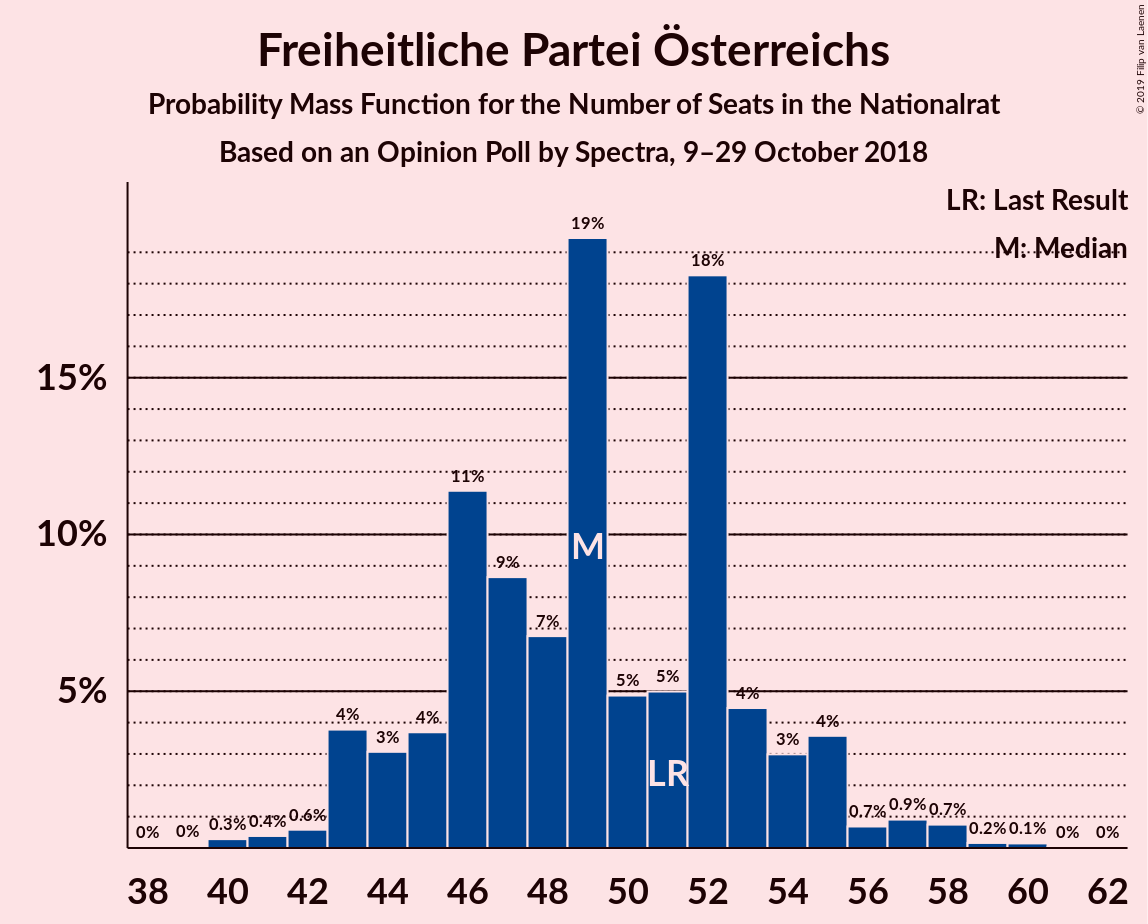 Freiheitliche Partei Österreichs
Probability Mass Function for the Number of Seats in the Nationalrat
Based on an Opinion Poll by Spectra, 9–29 October 2018
© 2019 Filip van Laenen
LR: Last Result
M: Median
15%
10%
5%
0% 0% 0.3% 0.4% 0.6% 4% 3% 4% 11% 9% 7% 19% 5% 5% 18% 4% 3% 4% 0.7% 0.9% 0.7% 0.2% 0.1% 0% 0%
M
LR
38 40 42 44 46 48 50 52 54 56 58 60 62